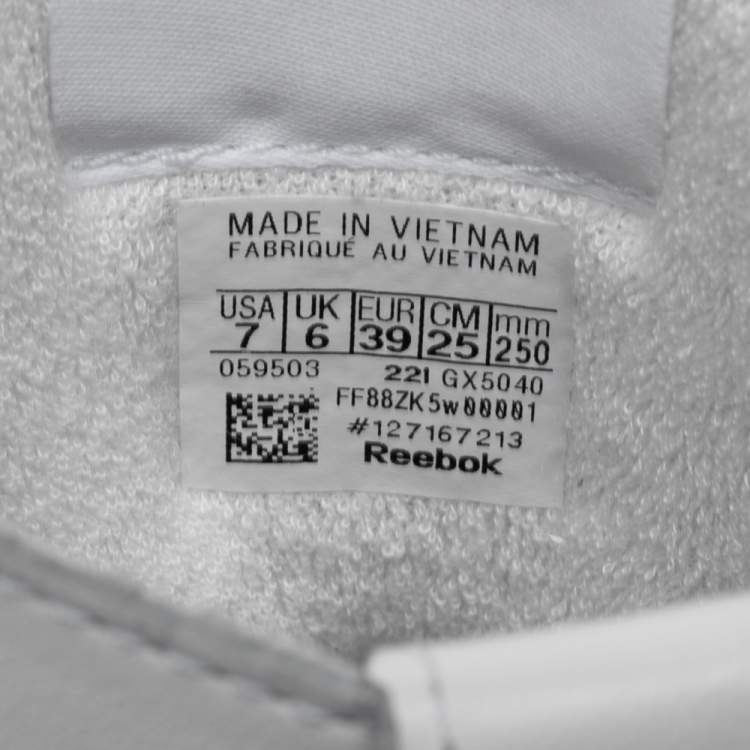 MADE IN VIETNAM
FABRIQUÉ AU VIETNAM
USA UK EUR CM mm
7 6 39 25 250
059503 221 GX5040
FF88ZK5w00001
#127167213
Reebok